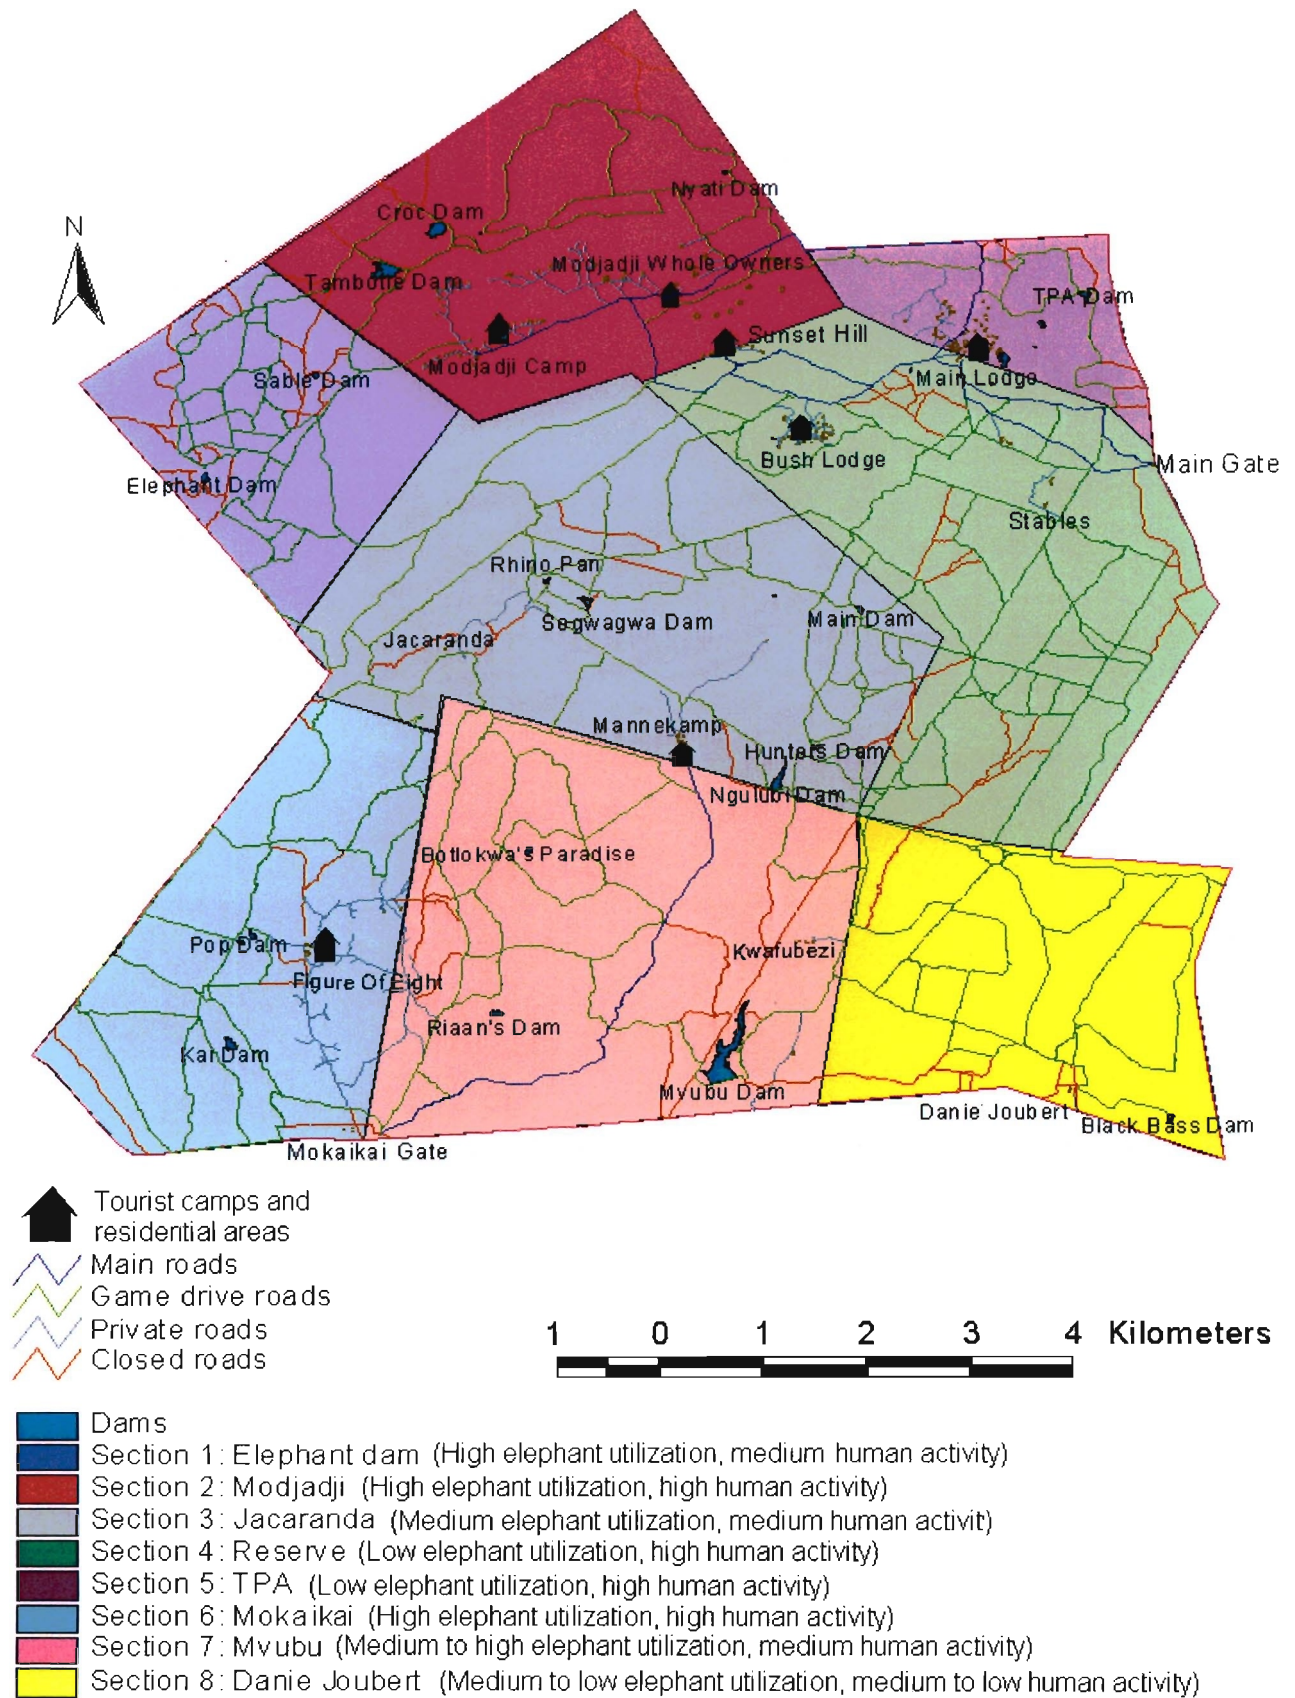 N
Nyati Dam
Croc Dam
Modjadji Whole Owners
Tambotie Dam
TPA Dam
Sunset Hill
Modjadji Camp
Sable Dam
Main Lodge
Bush Lodge
Main Gate
Elephant Dam
Stables
Rhino Pan
Segwagwa Dam
Main Dam
Jacaranda
Mannekamp
Hunters Dam
Ngulubi Dam
Botlokwa's Paradise
Pop Dam
Kwafubezi
Figure Of Eight
Riaan's Dam
Kar Dam
Mvubu Dam
Danie Joubert
Black Bass Dam
Mokaikai Gate
Tourist camps and
residential areas
Main roads
Game drive roads
Private roads
Closed roads
1 0 1 2 3 4 Kilometers
Dams
Section 1: Elephant dam (High elephant utilization, medium human activity)
Section 2: Modjadji (High elephant utilization, high human activity)
Section 3: Jacaranda (Medium elephant utilization, medium human activit)
Section 4: Reserve (Low elephant utilization, high human activity)
Section 5: TPA (Low elephant utilization, high human activity)
Section 6: Mokaikai (High elephant utilization, high human activity)
Section 7: Mvubu (Medium to high elephant utilization, medium human activity)
Section 8: Danie Joubert (Medium to low elephant utilization, medium to low human activity)